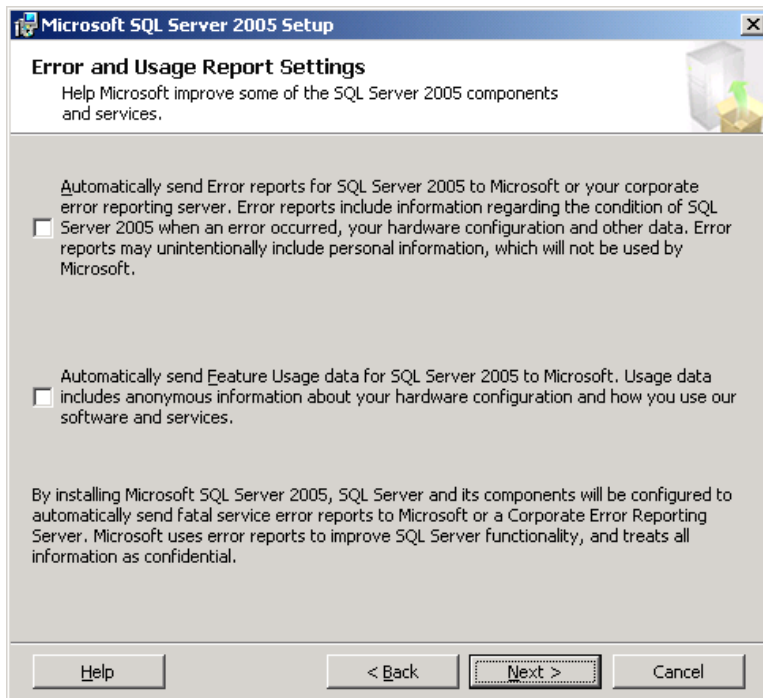 Microsoft SQL Server 2005 Setup
Error and Usage Report Settings
Help Microsoft improve some of the SQL Server 2005 components
and services.
Automatically send Error reports for SQL Server 2005 to Microsoft or your corporate
error reporting server. Error reports include information regarding the condition of SQL
Server 2005 when an error occurred, your hardware configuration and other data. Error
reports may unintentionally include personal information, which will not be used by
Microsoft.
Automatically send Feature Usage data for SQL Server 2005 to Microsoft. Usage data
includes anonymous information about your hardware configuration and how you use our
software and services.
By installing Microsoft SQL Server 2005, SQL Server and its components will be configured to
automatically send fatal service error reports to Microsoft or a Corporate Error Reporting
Server. Microsoft uses error reports to improve SQL Server functionality, and treats all
information as confidential.
Help
< Back
Next >
Cancel